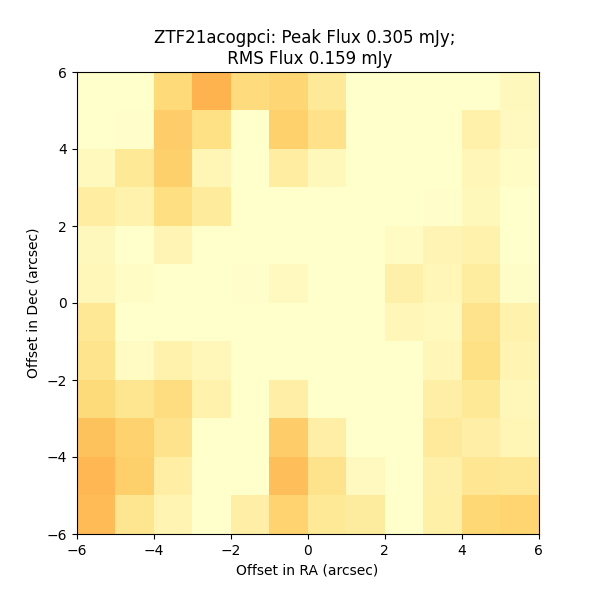 ZTF21acogpci: Peak Flux 0.305 mJy;
RMS Flux 0.159 mJy
6
4
2
0
−2
−4
−6
Offset in Dec (arcsec)
−6 −4 −2 0 2 4 6
Offset in RA (arcsec)